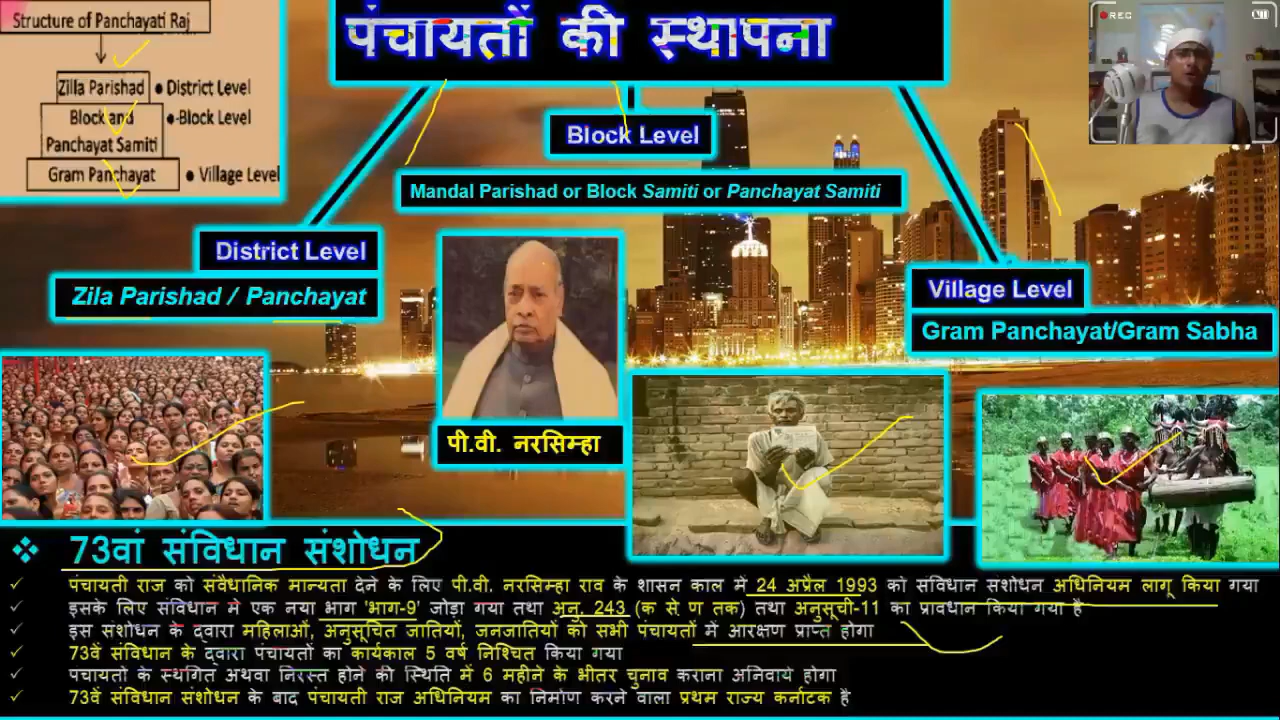 Structure of Panchayati Raj
Zilla Parishad • District Level
Block and • Block Level
Panchayat Samiti
Gram Panchayat • Village Level
पंचायतों की स्थापना
REC
Block Level
Mandal Parishad or Block Samiti or Panchayat Samiti
District Level
Zila Parishad / Panchayat
Village Level
Gram Panchayat/Gram Sabha
पी.वी. नरसिम्हा
❖ 73वां संविधान संशोधन
✓ पंचायती राज को संवैधानिक मान्यता देने के लिए पी.वी. नरसिम्हा राव के शासन काल में 24 अप्रैल 1993 को संविधान संशोधन अधिनियम लागू किया गया
✓ इसके लिए संविधान में एक नया भाग 'भाग-9' जोड़ा गया तथा अनु. 243 (क से ण तक) तथा अनुसूची-11 का प्रावधान किया गया है
✓ इस संशोधन के द्वारा महिलाओं, अनुसूचित जातियों, जनजातियों को सभी पंचायतों में आरक्षण प्राप्त होगा
✓ 73वें संविधान के द्वारा पंचायतों का कार्यकाल 5 वर्ष निश्चित किया गया
✓ पंचायतो के स्थगित अथवा निरस्त होने की स्थिति में 6 महीने के भीतर चुनाव कराना अनिवार्य होगा
✓ 73वें संविधान संशोधन के बाद पंचायती राज अधिनियम का निर्माण करने वाला प्रथम राज्य कर्नाटक है